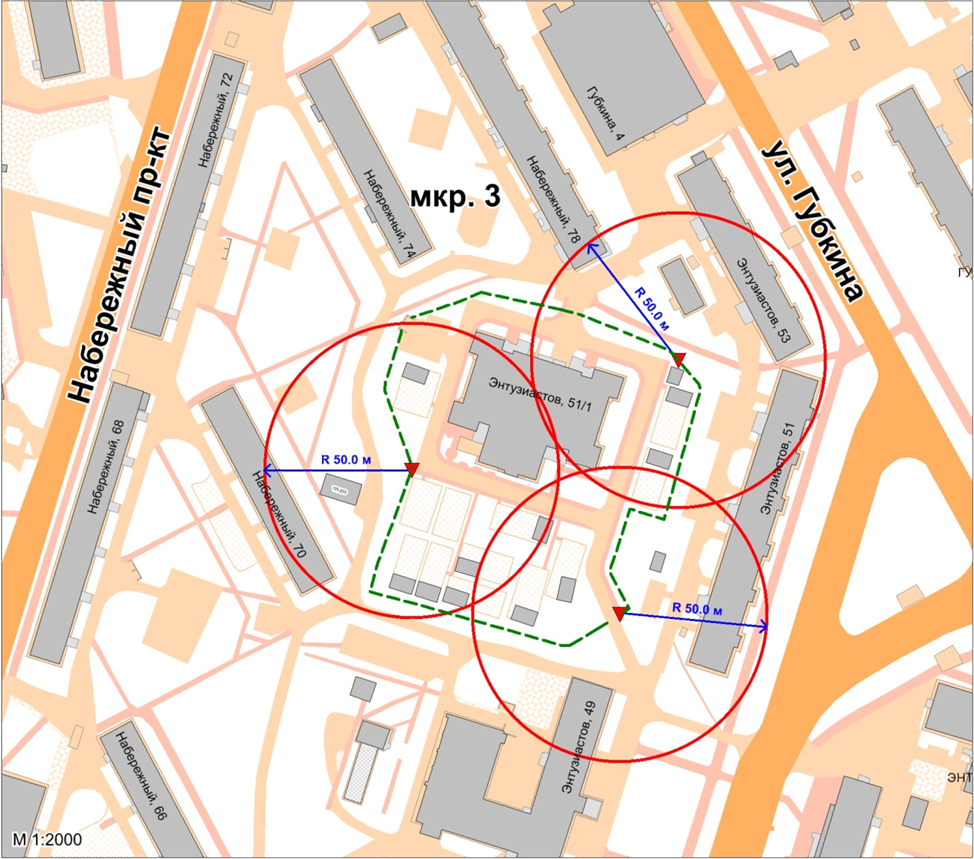 Набережный, 72
Набережный пр-кт
Набережный, 74
мкр. 3
Набережный, 78
Губкина, 4
ул. Губкина
Энтузиастов, 53
ГУ
R 50.0 м
Энтузиастов, 51/1
Набережный, 68
R 50.0 м
Набережный, 70
Энтузиастов, 51
R 50.0 м
Энтузиастов, 49
Набережный, 66
ЭНТ
М 1:2000